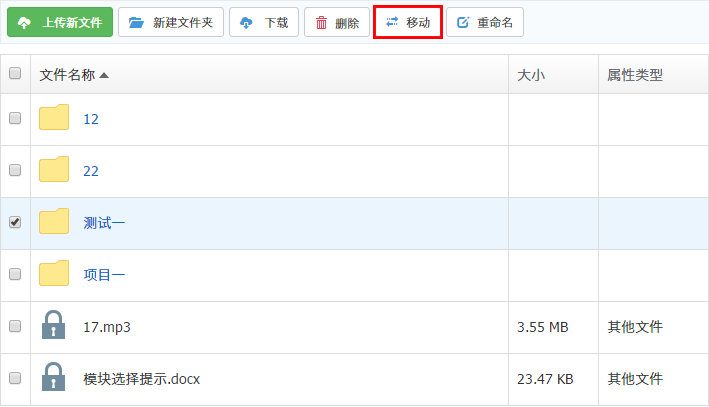 上传新文件 新建文件夹 下载 删除 移动 重命名
文件名称 大小 属性类型
12
22
测试一
项目一
17.mp3 3.55 MB 其他文件
模块选择提示.docx 23.47 KB 其他文件